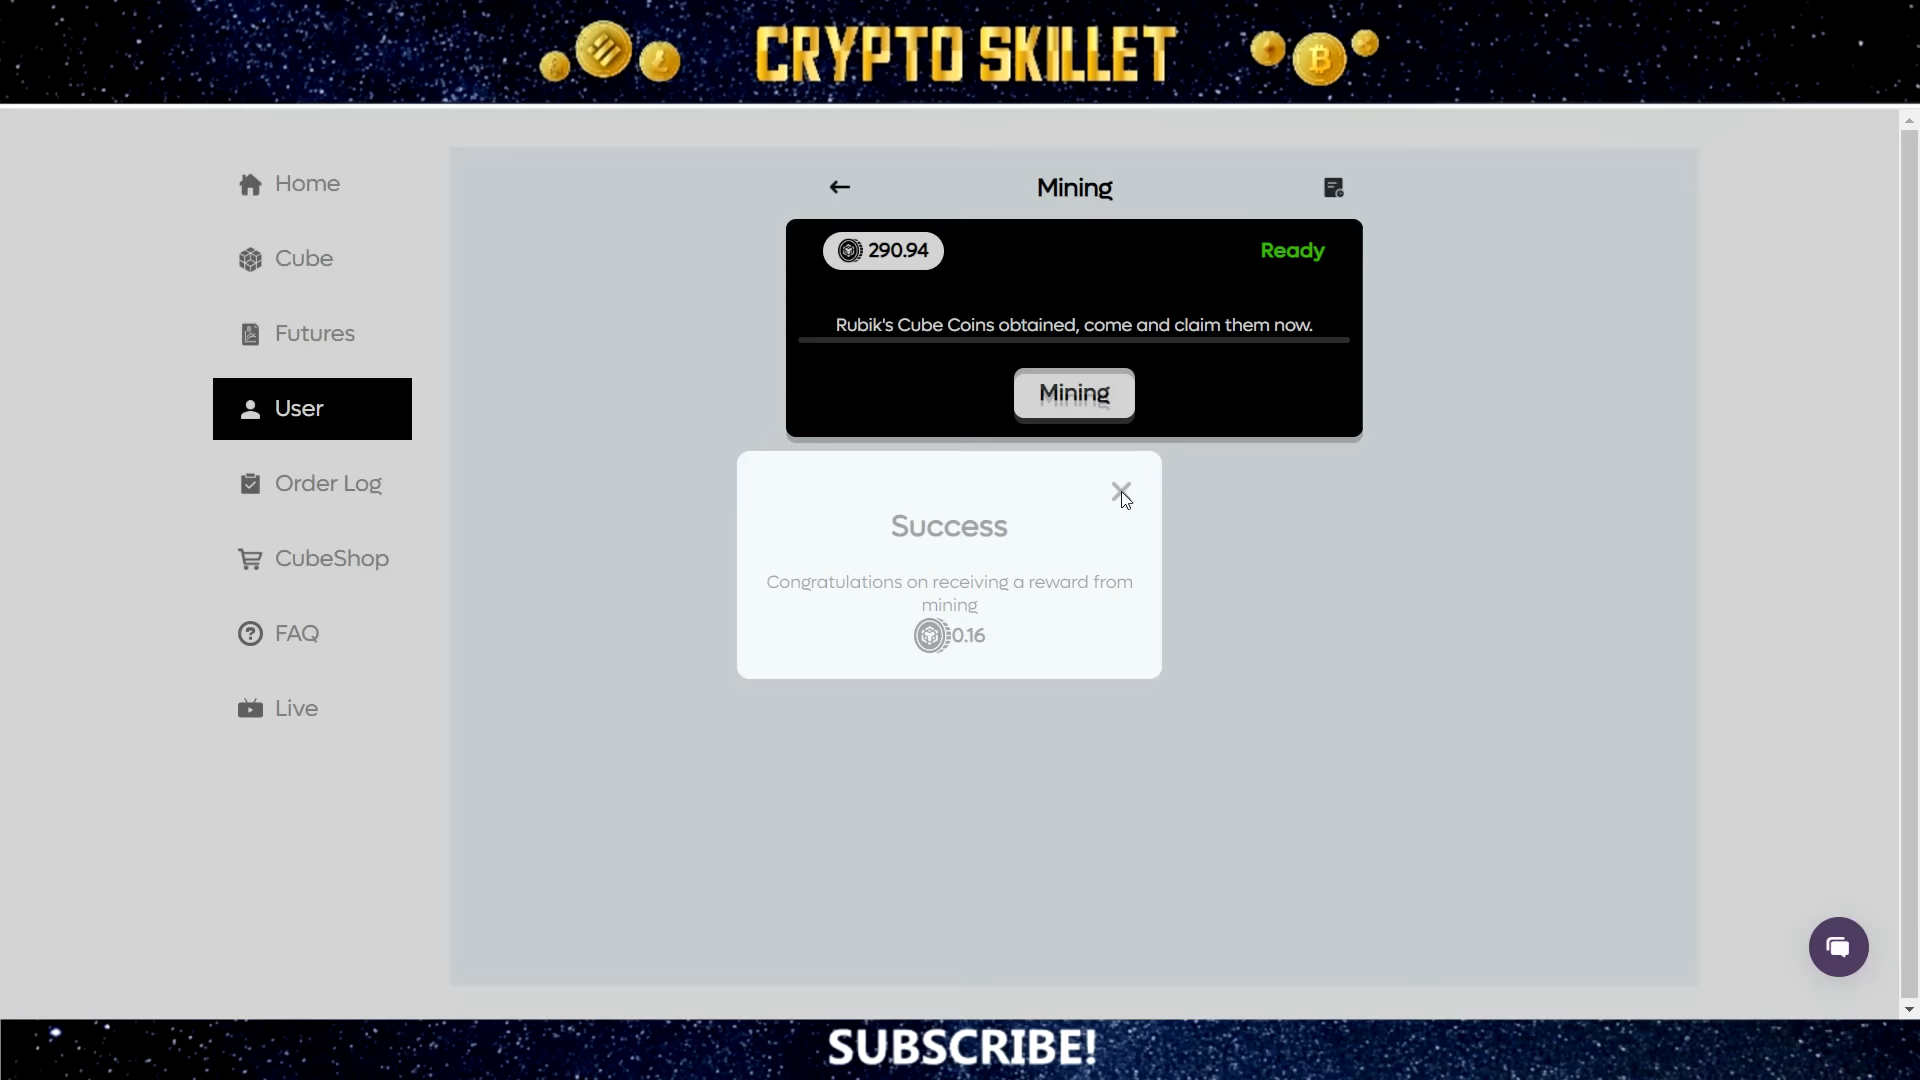 CRYPTO SKILLET
Home
Cube
Futures
User
Order Log
CubeShop
FAQ
Live
Mining
290.94
Ready
Rubik's Cube Coins obtained, come and claim them now.
Mining
Success
Congratulations on receiving a reward from
mining
0.16
SUBSCRIBE!